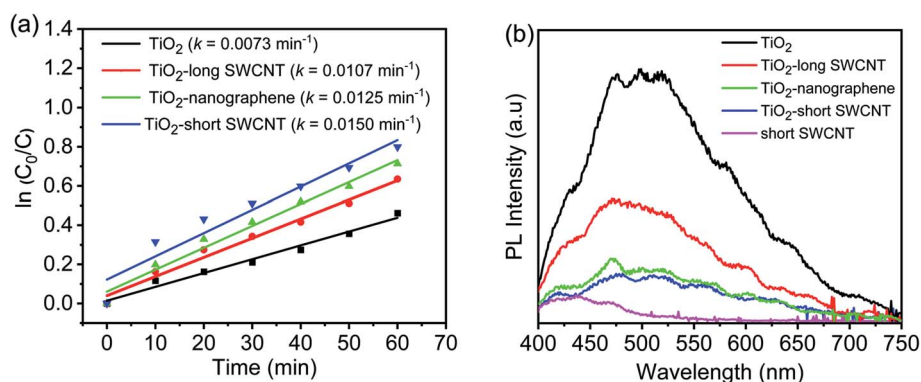 (a)
1.4
1.2
1.0
0.8
0.6
0.4
0.2
0.0
ln (C₀/C)
TiO₂ (k = 0.0073 min⁻¹)
TiO₂-long SWCNT (k = 0.0107 min⁻¹)
TiO₂-nanographene (k = 0.0125 min⁻¹)
TiO₂-short SWCNT (k = 0.0150 min⁻¹)
0 10 20 30 40 50 60
Time (min)
(b)
PL Intensity (a.u)
TiO₂
TiO₂-long SWCNT
TiO₂-nanographene
TiO₂-short SWCNT
short SWCNT
400 450 500 550 600 650 700 750
Wavelength (nm)